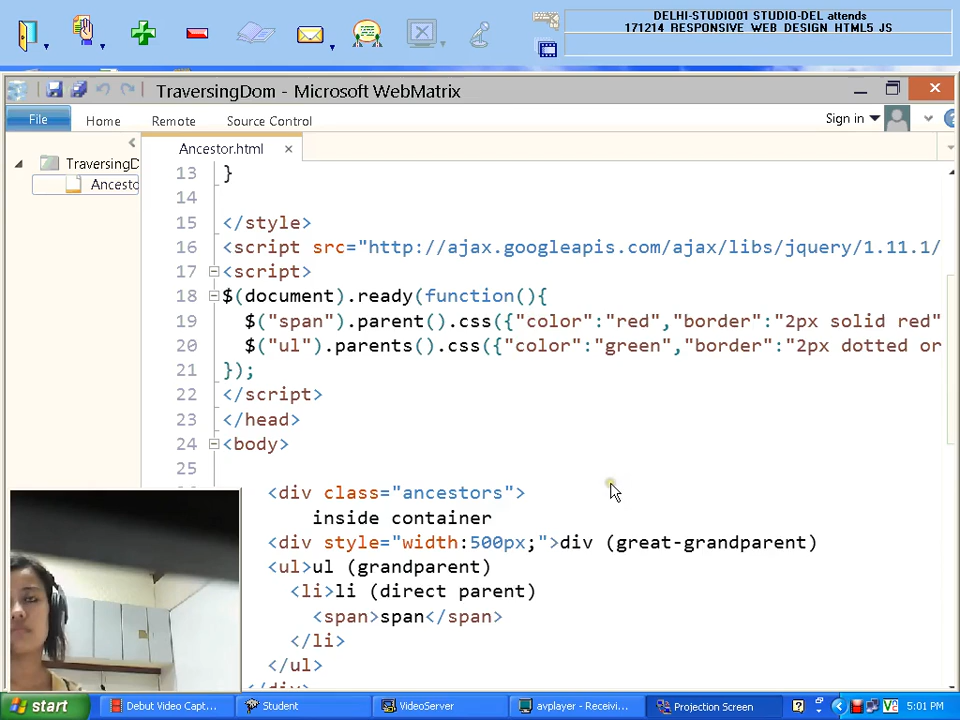 DELHI-STUDIO01 STUDIO-DEL attends
171214 RESPONSIVE WEB DESIGN HTML5 JS
TraversingDom - Microsoft WebMatrix
File Home Remote Source Control Sign in
TraversingD
Ancesto
Ancestor.html
13 }
14
15 </style>
16 <script src="http://ajax.googleapis.com/ajax/libs/jquery/1.11.1/
17 <script>
18 $(document).ready(function(){
19 $("span").parent().css({"color":"red","border":"2px solid red"
20 $("ul").parents().css({"color":"green","border":"2px dotted or
21 });
22 </script>
23 </head>
24 <body>
25
<div class="ancestors">
inside container
<div style="width:500px;">div (great-grandparent)
<ul>ul (grandparent)
<li>li (direct parent)
<span>span</span>
</li>
</ul>
start Debut Video Capt... Student VideoServer avplayer - Receivi... Projection Screen 5:01 PM